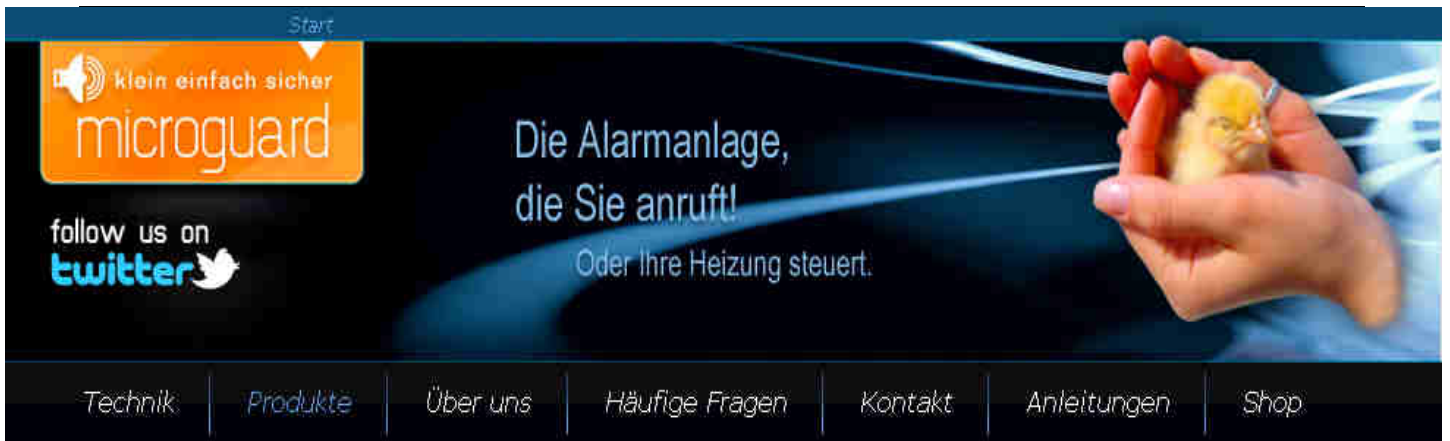 Start
klein einfach sicher
microguard
Die Alarmanlage,
die Sie anruft!
Oder Ihre Heizung steuert.
follow us on
twitter
Technik
Produkte
Über uns
Häufige Fragen
Kontakt
Anleitungen
Shop